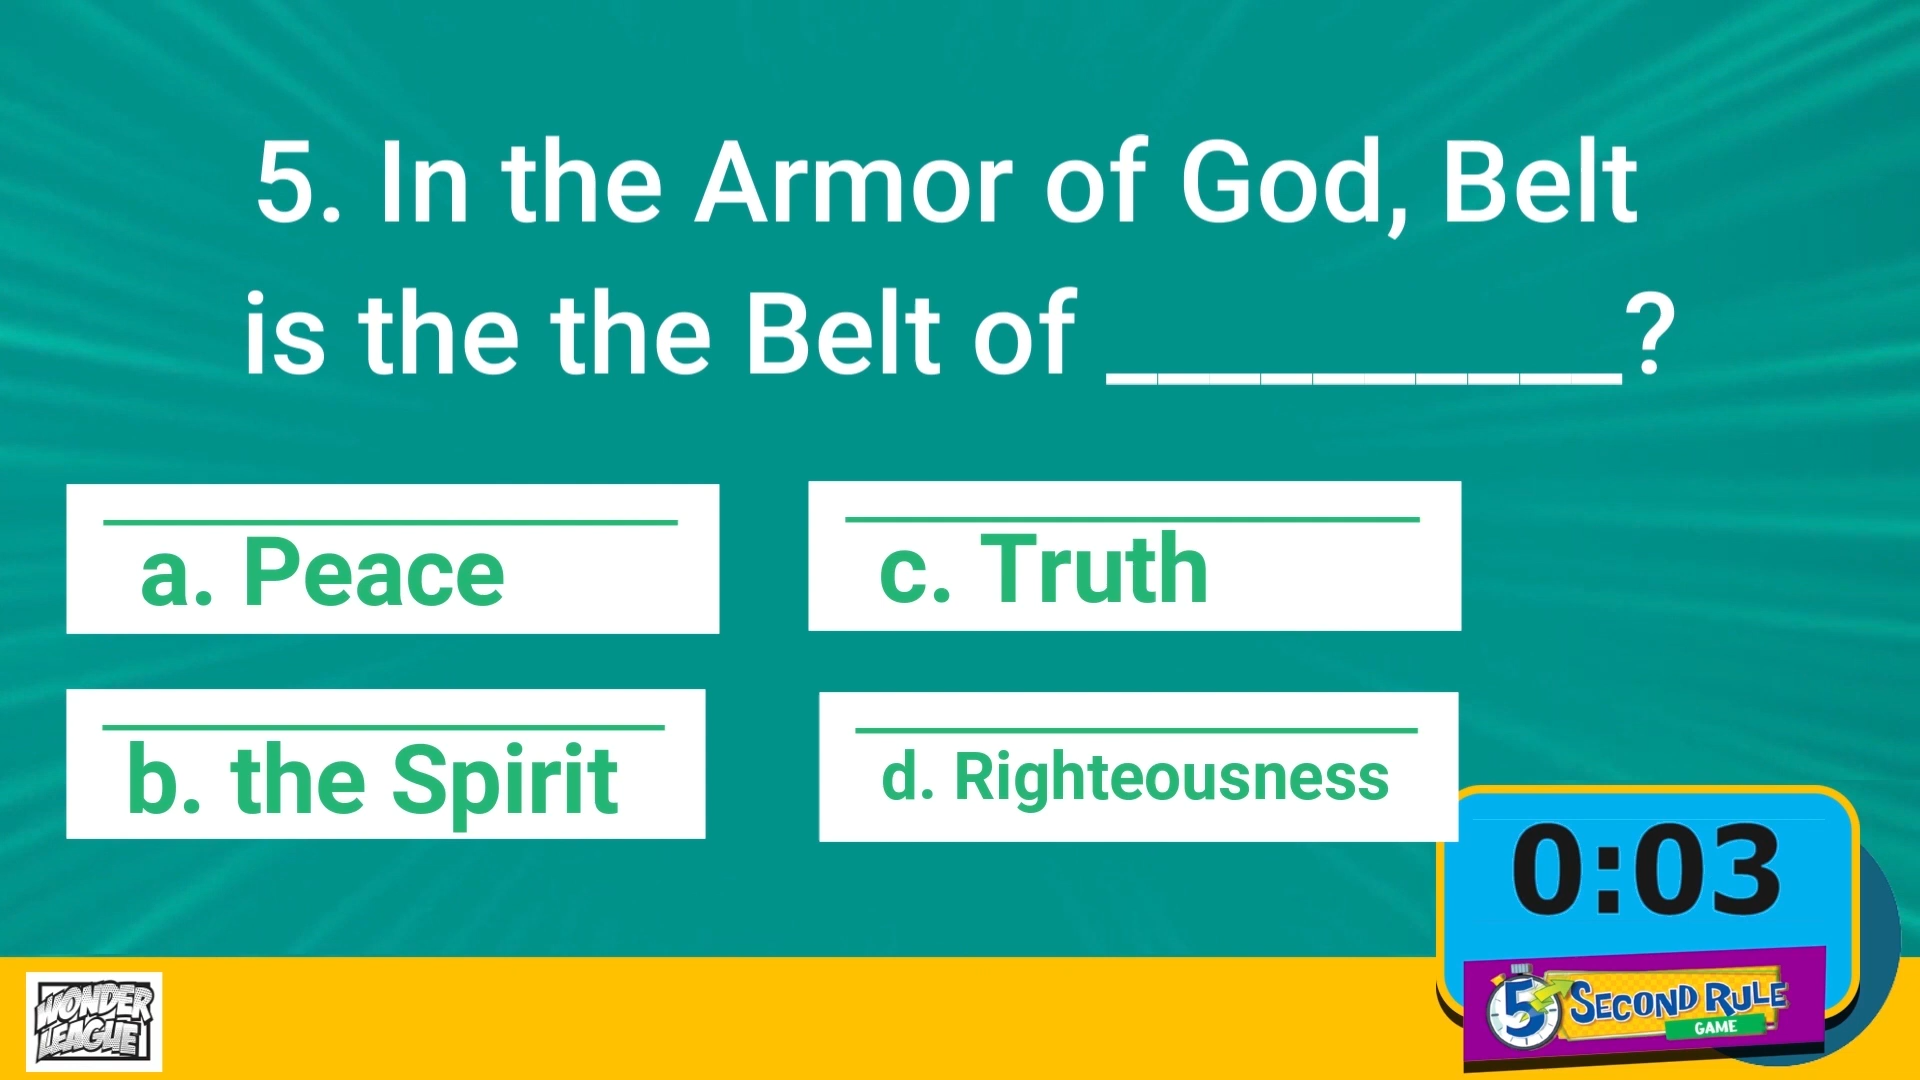 5. In the Armor of God, Belt
is the the Belt of __________?
a. Peace
c. Truth
b. the Spirit
d. Righteousness
0:03
5 SECOND RULE
GAME
WONDER
LEAGUE